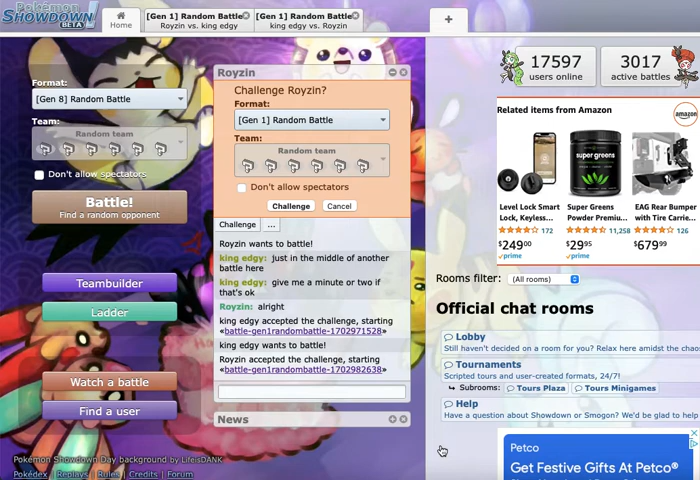 Pokémon
SHOWDOWN!
BETA
Home
[Gen 1] Random Battle
Royzin vs. king edgy
[Gen 1] Random Battle
king edgy vs. Royzin
+
Format:
[Gen 8] Random Battle
Team:
Random team
Don't allow spectators
Battle!
Find a random opponent
Teambuilder
Ladder
Watch a battle
Find a user
Pokémon Showdown Day background by LifeisDANK
Pokédex | Replays | Rules | Credits | Forum
Royzin
Challenge Royzin?
Format:
[Gen 1] Random Battle
Team:
Random team
Don't allow spectators
Challenge
Cancel
Challenge
...
Royzin wants to battle!
king edgy: just in the middle of another
battle here
king edgy: give me a minute or two if
that's ok
Royzin: alright
king edgy accepted the challenge, starting
«battle-gen1randombattle-1702971528»
king edgy wants to battle!
Royzin accepted the challenge, starting
«battle-gen1randombattle-1702982638»
News
17597
users online
3017
active battles
Related items from Amazon
amazon
super greens
Level Lock Smart
Lock, Keyless...
172
$249.00
prime
Super Greens
Powder Premiu...
11,258
$29.95
prime
EAG Rear Bumper
with Tire Carrie...
126
$679.99
Rooms filter:
(All rooms)
Official chat rooms
Lobby
Still haven't decided on a room for you? Relax here amidst the chao
Tournaments
Scripted tours and user-created formats, 24/7!
Subrooms:
Tours Plaza
Tours Minigames
Help
Have a question about Showdown or Smogon? We'd be glad to help
Petco
Get Festive Gifts At Petco®